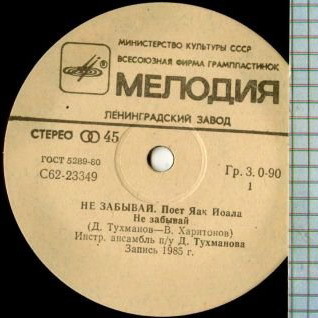 МИНИСТЕРСТВО КУЛЬТУРЫ СССР
ВСЕСОЮЗНАЯ ФИРМА ГРАМПЛАСТИНОК
МЕЛОДИЯ
ЛЕНИНГРАДСКИЙ ЗАВОД
СТЕРЕО 45
ГОСТ 5289-80
С62-23349
Гр. 3. 0-90
1
НЕ ЗАБЫВАЙ. Поет Яак Йоала
Не забывай
(Д. Тухманов—В. Харитонов)
Инстр. ансамбль п/у Д. Тухманова
Запись 1985 г.